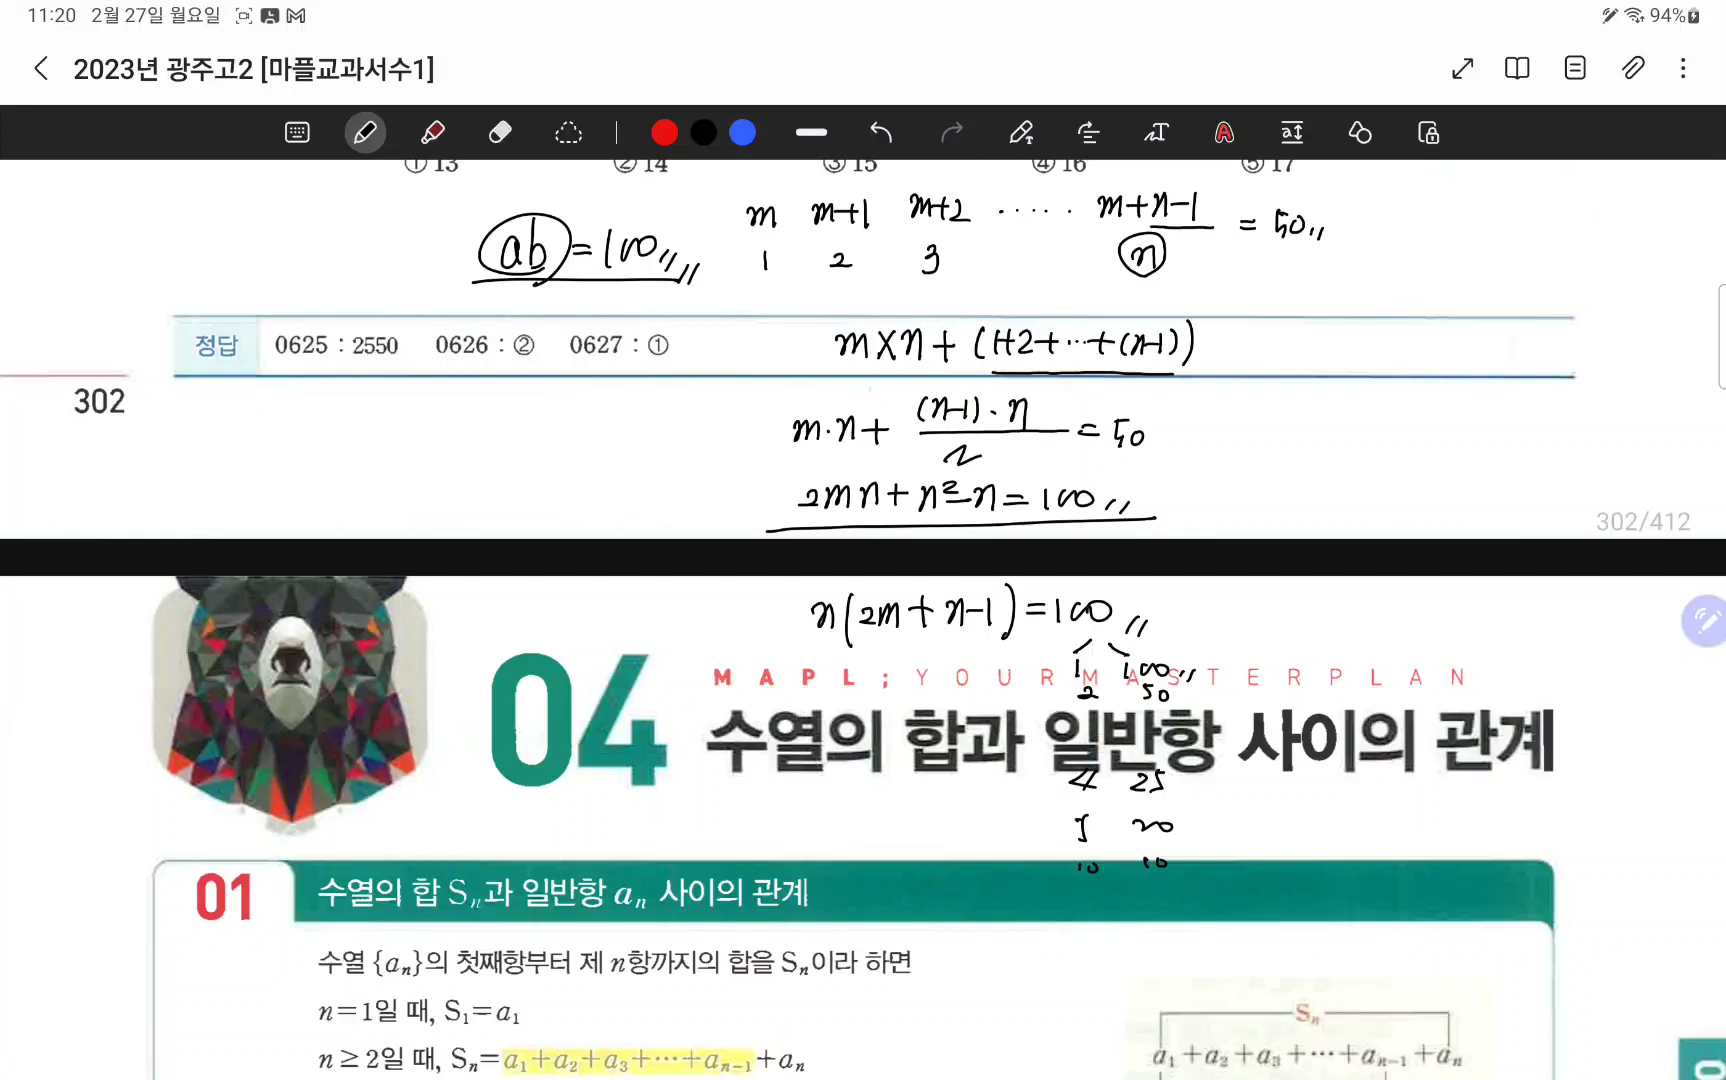 11:20 2월 27일 월요일 94%
2023년 광주고2 [마플교과서수1]
① 13 ② 14 ③ 15 ④ 16 ⑤ 17
m m+1 m+2 ····· m+n-1 = 50
ab = 100
1 2 3 n
정답 0625 : 2550 0626 : ② 0627 : ①
m×n+(1+2+···+(n-1))
302
m·n+ (n-1)·n / 2 = 50
2mn+n²-n=100
302/412
n(2m+n-1)=100
1 100
MAPL; YOUR MASTER PLAN
2 50
04 수열의 합과 일반항 사이의 관계
4 25
5 20
10 10
01 수열의 합 Sₙ과 일반항 aₙ 사이의 관계
수열 {aₙ}의 첫째항부터 제 n항까지의 합을 Sₙ이라 하면
n=1일 때, S₁=a₁
Sₙ
n≥2일 때, Sₙ=a₁+a₂+a₃+···+aₙ₋₁+aₙ
a₁+a₂+a₃+···+aₙ₋₁+aₙ